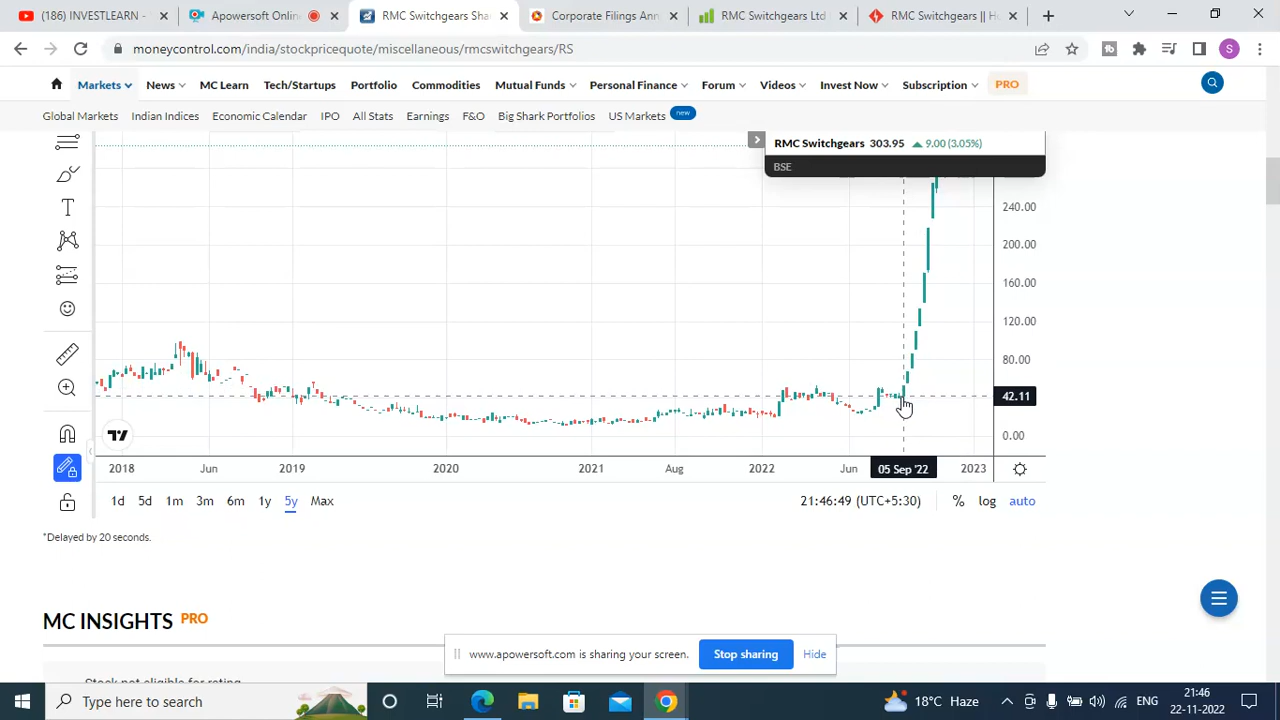 (186) INVESTLEARN -
Apowersoft Onlin
RMC Switchgears Sha
Corporate Filings Ann
RMC Switchgears Ltd
RMC Switchgears || Ho
moneycontrol.com/india/stockpricequote/miscellaneous/rmcswitchgears/RS
S
Markets
News
MC Learn
Tech/Startups
Portfolio
Commodities
Mutual Funds
Personal Finance
Forum
Videos
Invest Now
Subscription
PRO
Global Markets
Indian Indices
Economic Calendar
IPO
All Stats
Earnings
F&O
Big Shark Portfolios
US Markets
new
RMC Switchgears 303.95 9.00 (3.05%)
BSE
240.00
200.00
160.00
120.00
80.00
42.11
0.00
T
2018
Jun
2019
2020
2021
Aug
2022
Jun
05 Sep '22
2023
1d 5d 1m 3m 6m 1y 5y Max
21:46:49 (UTC+5:30)
% log auto
*Delayed by 20 seconds.
MC INSIGHTS PRO
Stock not eligible for rating
www.apowersoft.com is sharing your screen.
Stop sharing
Hide
Type here to search
18°C Haze
ENG
21:46
22-11-2022